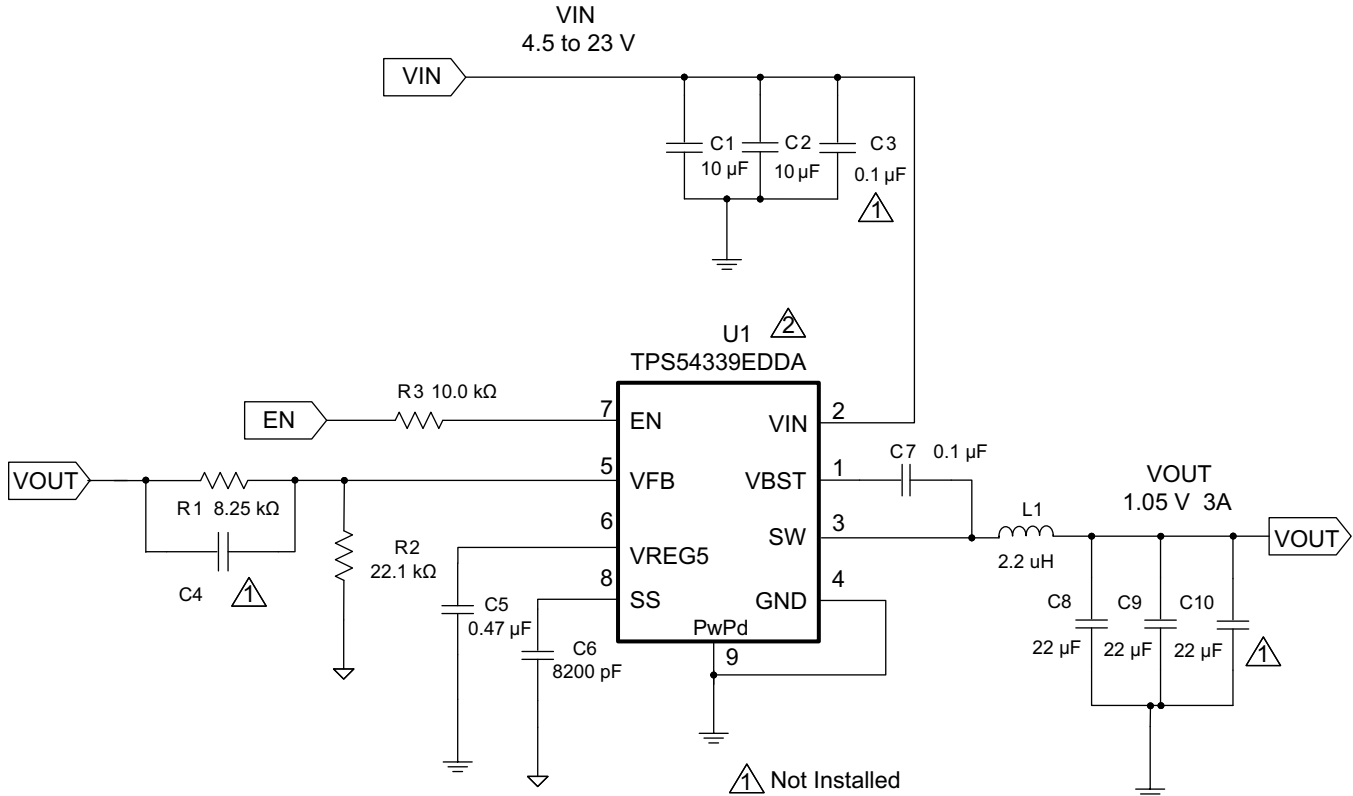 VIN
4.5 to 23 V
VIN
C1
10 µF
C2
10 µF
C3
0.1 µF
1
U1
2
TPS54339EDDA
R3 10.0 kΩ
EN
7
EN
VIN
2
C7 0.1 µF
VOUT
R1 8.25 kΩ
5
VFB
VBST
1
VOUT
1.05 V 3A
6
VREG5
SW
3
L1
2.2 uH
VOUT
R2
22.1 kΩ
C4
1
8
SS
GND
4
C5
0.47 µF
C6
8200 pF
PwPd
9
C8
22 µF
C9
22 µF
C10
22 µF
1
1 Not Installed